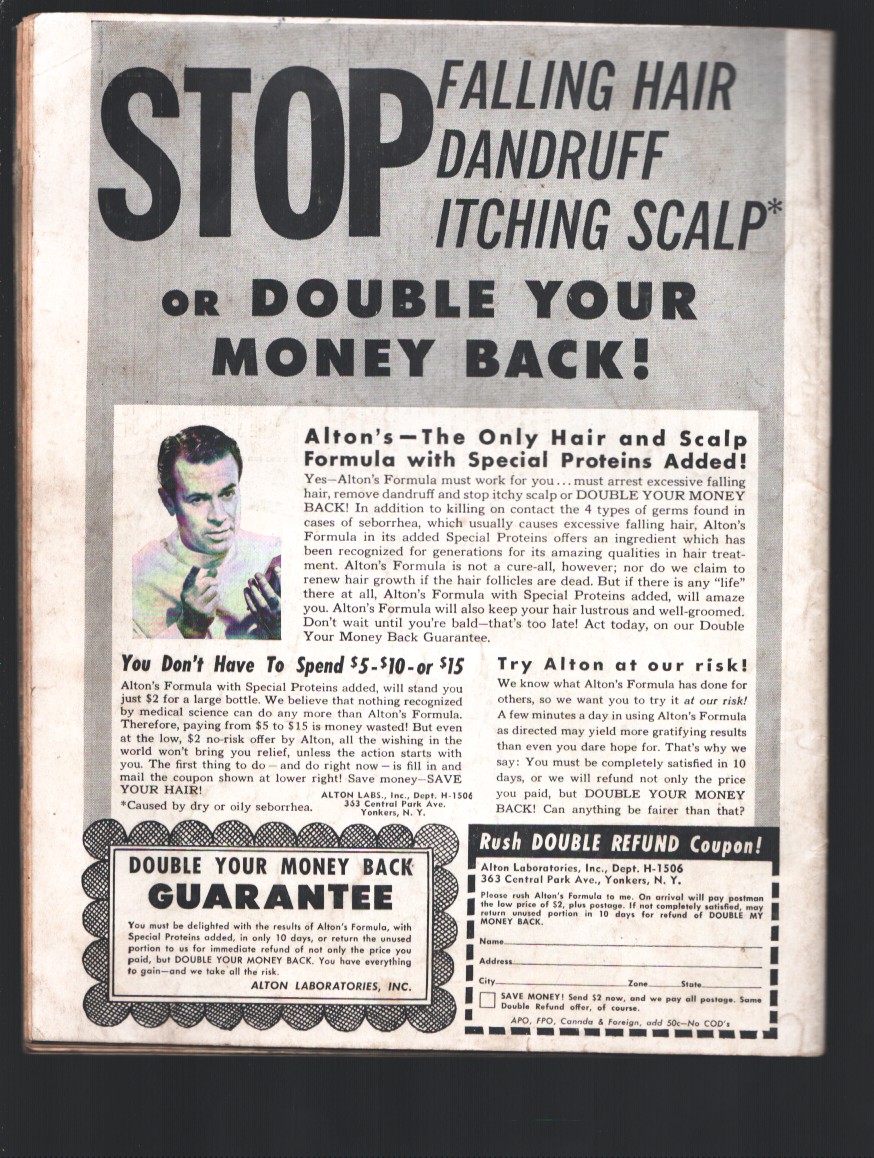 STOP
FALLING HAIR
DANDRUFF
ITCHING SCALP*
OR DOUBLE YOUR
MONEY BACK!
Alton's—The Only Hair and Scalp
Formula with Special Proteins Added!
Yes—Alton's Formula must work for you...must arrest excessive falling
hair, remove dandruff and stop itchy scalp or DOUBLE YOUR MONEY
BACK! In addition to killing on contact the 4 types of germs found in
cases of seborrhea, which usually causes excessive falling hair, Alton's
Formula in its added Special Proteins offers an ingredient which has
been recognized for generations for its amazing qualities in hair treat-
ment. Alton's Formula is not a cure-all, however; nor do we claim to
renew hair growth if the hair follicles are dead. But if there is any "life"
there at all, Alton's Formula with Special Proteins added, will amaze
you. Alton's Formula will also keep your hair lustrous and well-groomed.
Don't wait until you're bald—that's too late! Act today, on our Double
Your Money Back Guarantee.
You Don't Have To Spend $5-$10-or $15
Alton's Formula with Special Proteins added, will stand you
just $2 for a large bottle. We believe that nothing recognized
by medical science can do any more than Alton's Formula.
Therefore, paying from $5 to $15 is money wasted! But even
at the low, $2 no-risk offer by Alton, all the wishing in the
world won't bring you relief, unless the action starts with
you. The first thing to do—and do right now—is fill in and
mail the coupon shown at lower right! Save money—SAVE
YOUR HAIR!
*Caused by dry or oily seborrhea.
ALTON LABS., Inc., Dept. H-1506
363 Central Park Ave.
Yonkers, N. Y.
Try Alton at our risk!
We know what Alton's Formula has done for
others, so we want you to try it at our risk!
A few minutes a day in using Alton's Formula
as directed may yield more gratifying results
than even you dare hope for. That's why we
say: You must be completely satisfied in 10
days, or we will refund not only the price
you paid, but DOUBLE YOUR MONEY
BACK! Can anything be fairer than that?
DOUBLE YOUR MONEY BACK
GUARANTEE
You must be delighted with the results of Alton's Formula, with
Special Proteins added, in only 10 days, or return the unused
portion to us for immediate refund of not only the price you
paid, but DOUBLE YOUR MONEY BACK. You have everything
to gain—and we take all the risk.
ALTON LABORATORIES, INC.
Rush DOUBLE REFUND Coupon!
Alton Laboratories, Inc., Dept. H-1506
363 Central Park Ave., Yonkers, N. Y.
Please rush Alton's Formula to me. On arrival will pay postman
the low price of $2, plus postage. If not completely satisfied, may
return unused portion in 10 days for refund of DOUBLE MY
MONEY BACK.
Name
Address
City Zone State
SAVE MONEY! Send $2 now, and we pay all postage. Same
Double Refund offer, of course.
APO, FPO, Canada & Foreign, add 50c—No COD's